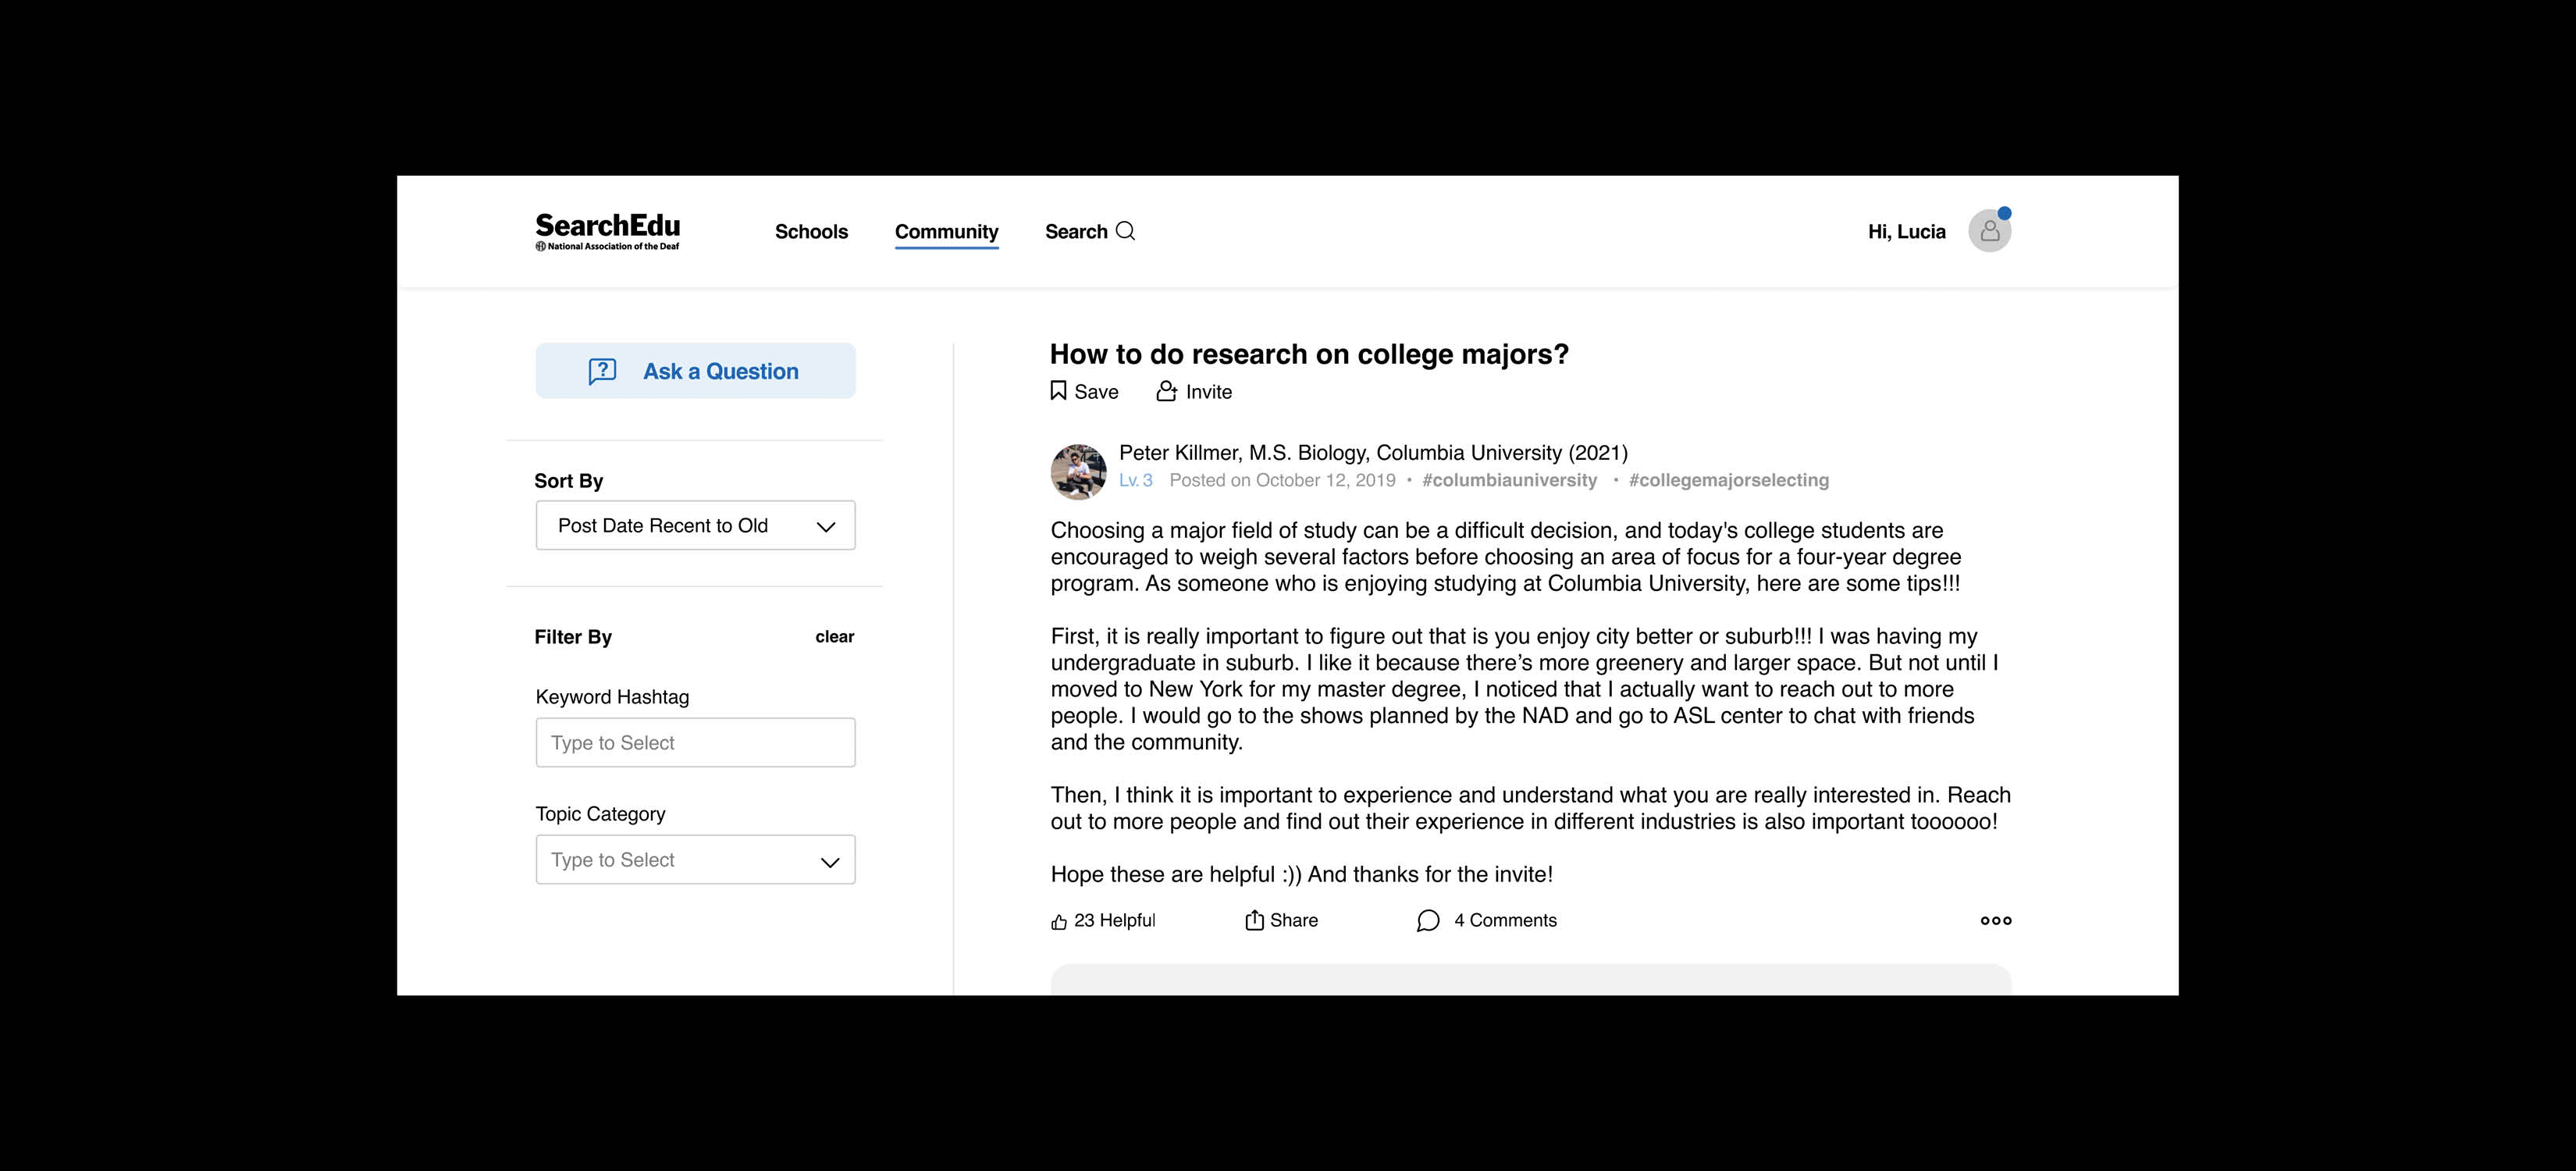 SearchEdu
National Association of the Deaf
Schools
Community
Search
Hi, Lucia
Ask a Question
Sort By
Post Date Recent to Old
Filter By
clear
Keyword Hashtag
Type to Select
Topic Category
Type to Select
How to do research on college majors?
Save
Invite
Peter Killmer, M.S. Biology, Columbia University (2021)
Lv. 3 Posted on October 12, 2019 • #columbiauniversity • #collegemajorselecting
Choosing a major field of study can be a difficult decision, and today's college students are
encouraged to weigh several factors before choosing an area of focus for a four-year degree
program. As someone who is enjoying studying at Columbia University, here are some tips!!!
First, it is really important to figure out that is you enjoy city better or suburb!!! I was having my
undergraduate in suburb. I like it because there’s more greenery and larger space. But not until I
moved to New York for my master degree, I noticed that I actually want to reach out to more
people. I would go to the shows planned by the NAD and go to ASL center to chat with friends
and the community.
Then, I think it is important to experience and understand what you are really interested in. Reach
out to more people and find out their experience in different industries is also important toooooo!
Hope these are helpful :)) And thanks for the invite!
23 Helpful
Share
4 Comments